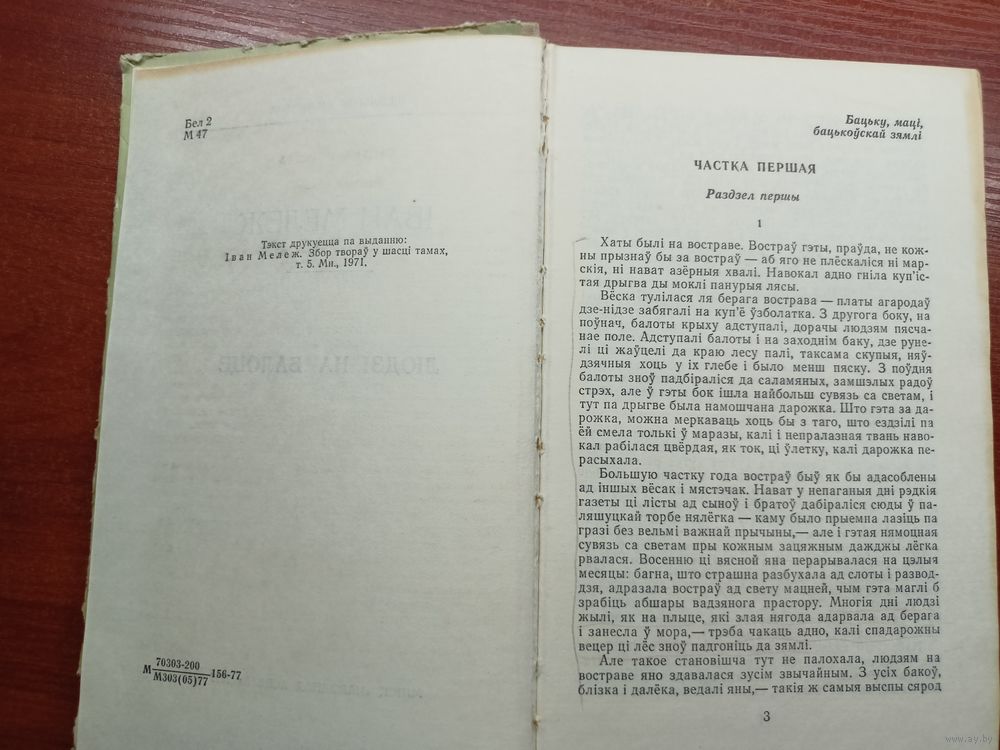 Бел 2
М 47
Тэкст друкуецца па выданню:
Іван Мележ. Збор твораў у шасці тамах,
т. 5. Мн., 1971.
М 70303-200
М303(05)77 156-77
Бацьку, маці,
бацькоўскай зямлі
ЧАСТКА ПЕРШАЯ
Раздзел першы
1
Хаты былі на востраве. Востраў гэты, праўда, не кож-
ны прызнаў бы за востраў — аб яго не плёскаліся ні мар-
скія, ні нават азёрныя хвалі. Навокал адно гніла куп'іс-
тая дрыгва ды моклі панурыя лясы.
Вёска тулілася ля берага вострава — платы агародаў
дзе-нідзе забягалі на куп'ё ўзболатка. З другога боку, на
поўнач, балоты крыху адступалі, дорачы людзям пясча-
нае поле. Адступалі балоты і на заходнім баку, дзе руне-
лі ці жаўцелі да краю лесу палі, таксама скупыя, няў-
дзячныя хоць у іх глебе і было менш пяску. З поўдня
балоты зноў падбіраліся да саламяных, замшэлых радоў
стрэх, але ў гэты бок ішла найбольш сувязь са светам, і
тут па дрыгве была намошчана дарожка. Што гэта за да-
рожка, можна меркаваць хоць бы з таго, што ездзілі па
ёй смела толькі ў маразы, калі і непралазная твань наво-
кал рабілася цвёрдая, як ток, ці ўлетку, калі дарожка пе-
расыхала.
Большую частку года востраў быў як бы адасоблены
ад іншых вёсак і мястэчак. Нават у непаганыя дні рэдкія
газеты ці лісты ад сыноў і братоў дабіраліся сюды ў па-
ляшуцкай торбе нялёгка — каму было прыемна лазіць па
гразі без вельмі важнай прычыны,— але і гэтая нямоцная
сувязь са светам пры кожным зацяжным дажджы лёгка
рвалася. Восенню ці вясной яна перарывалася на цэлыя
месяцы: багна, што страшна разбухала ад слоты і развод-
дзя, адразала востраў ад свету мацней, чым гэта маглі б
зрабіць абшары вадзянога прастору. Многія дні людзі
жылі, як на плыце, які злая нягода адарвала ад берага
і занесла ў мора,— трэба чакаць адно, калі спадарожны
вецер ці лёс зноў падгоніць да зямлі.
Але такое становішча тут не палохала, людзям на
востраве яно здавалася зусім звычайным. З усіх бакоў,
блізка і далёка, ведалі яны,— такія ж самыя выспы сярод
3
www.ay.by